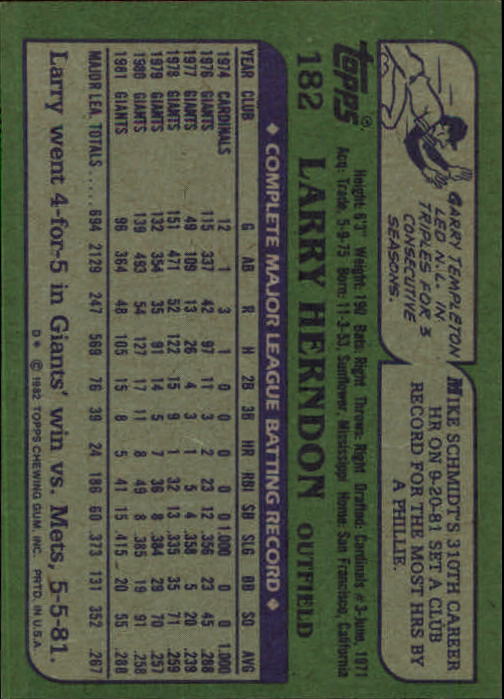 GARRY TEMPLETON
LED N.L. IN
TRIPLES FOR 3
CONSECUTIVE
SEASONS.
MIKE SCHMIDT'S 310TH CAREER
HR ON 9-20-81 SET A CLUB
RECORD FOR THE MOST HRS BY
A PHILLIE.
topps®
Height: 6'3" Weight: 190 Bats: Right Throws: Right Drafted: Cardinals #3-June, 1971
Acq: Trade 5-9-75 Born: 11-3-53, Sunflower, Mississippi Home: San Francisco, California
182 LARRY HERNDON OUTFIELD
◆ COMPLETE MAJOR LEAGUE BATTING RECORD ◆
YEAR CLUB G AB R H 2B 3B HR RBI SB SLG BB SO AVG
1974 CARDINALS 12 1 3 1 0 0 0 0 0 1.000 0 0 1.000
1976 GIANTS 115 337 42 97 11 3 2 23 12 .356 23 45 .288
1977 GIANTS 49 109 13 26 4 3 1 5 4 .358 5 20 .239
1978 GIANTS 151 471 52 122 15 9 1 32 13 .335 35 71 .259
1979 GIANTS 132 354 35 91 14 5 7 36 8 .384 29 70 .257
1980 GIANTS 139 493 54 127 17 11 8 49 8 .385 19 91 .258
1981 GIANTS 96 364 48 105 15 8 5 41 15 .415 20 55 .288
MAJOR LEA. TOTALS ..... 694 2129 247 569 76 39 24 186 60 .373 131 352 .267
Larry went 4-for-5 in Giants' win vs. Mets, 5-5-81.
D* © 1982 TOPPS CHEWING GUM, INC. PRTD. IN U.S.A.